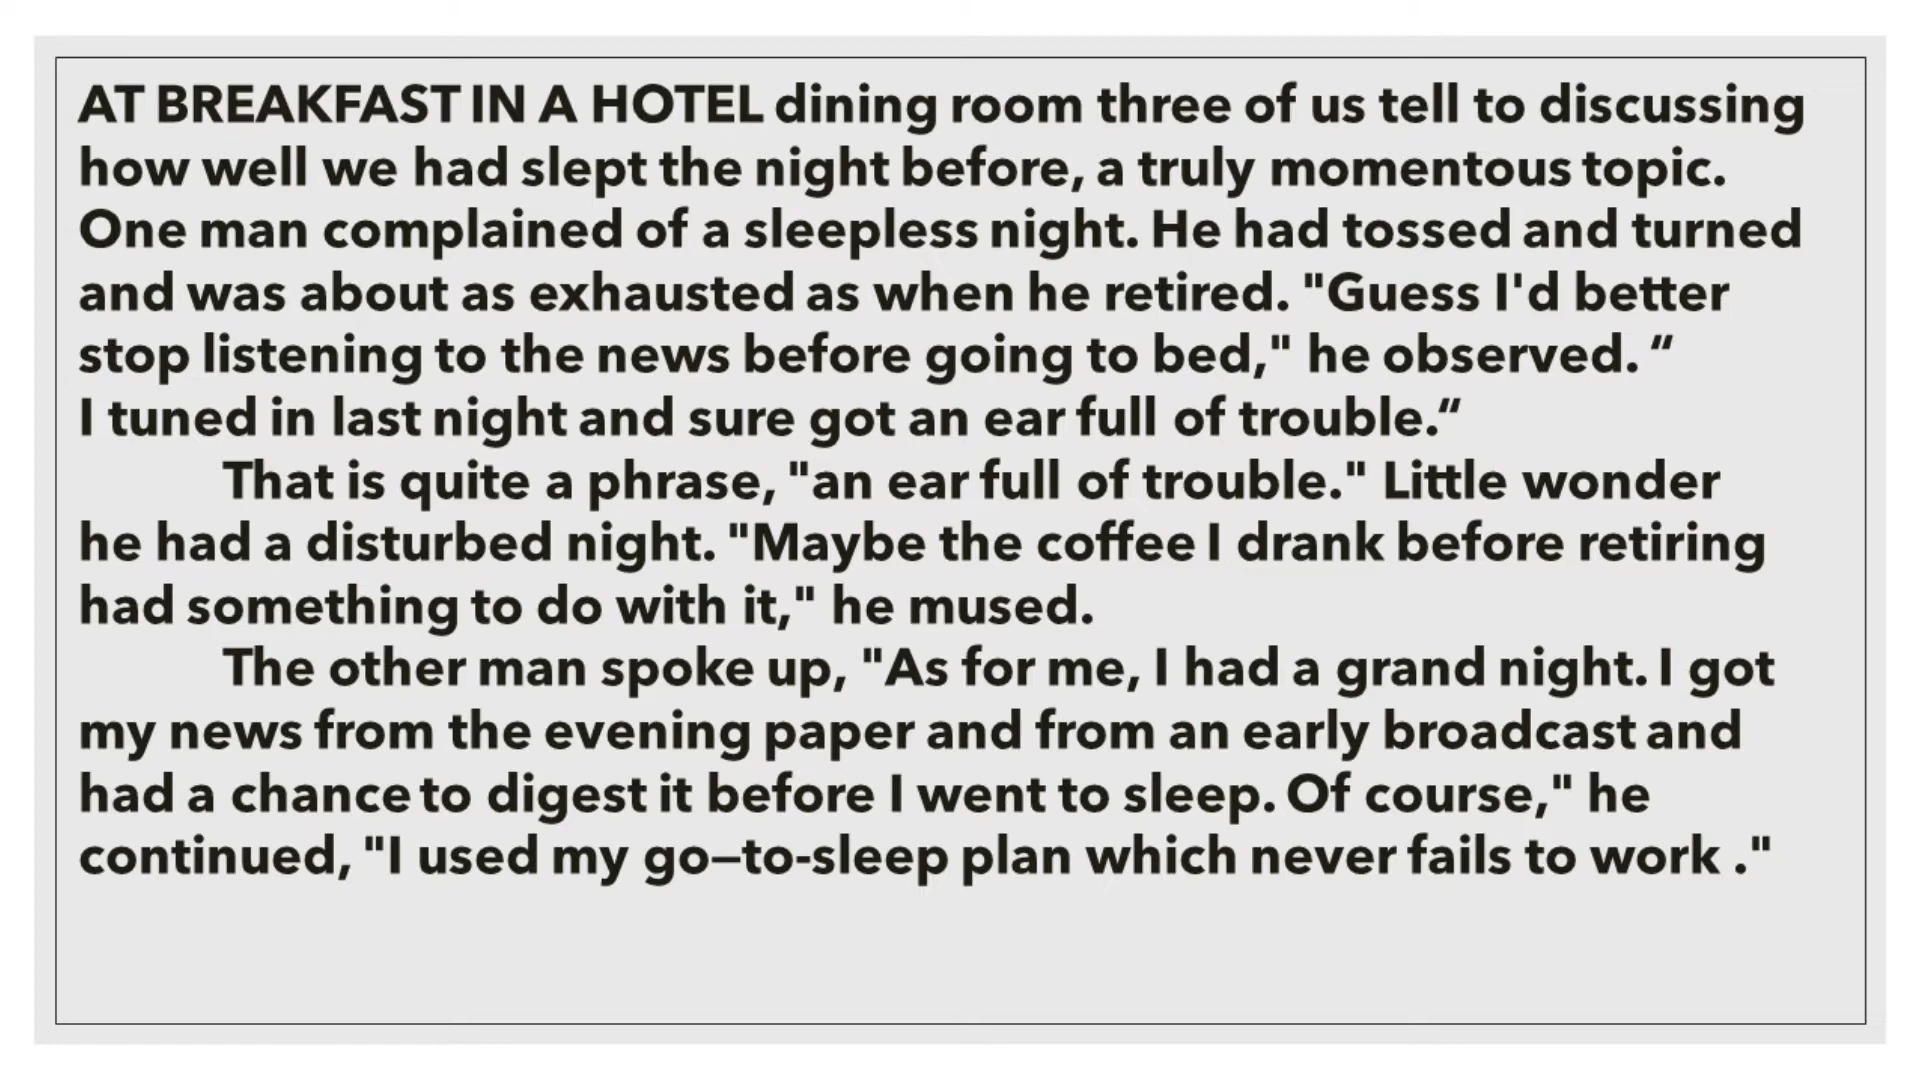 AT BREAKFAST IN A HOTEL dining room three of us tell to discussing
how well we had slept the night before, a truly momentous topic.
One man complained of a sleepless night. He had tossed and turned
and was about as exhausted as when he retired. "Guess I'd better
stop listening to the news before going to bed," he observed. “
I tuned in last night and sure got an ear full of trouble.“
That is quite a phrase, "an ear full of trouble." Little wonder
he had a disturbed night. "Maybe the coffee I drank before retiring
had something to do with it," he mused.
The other man spoke up, "As for me, I had a grand night. I got
my news from the evening paper and from an early broadcast and
had a chance to digest it before I went to sleep. Of course," he
continued, "I used my go—to-sleep plan which never fails to work ."